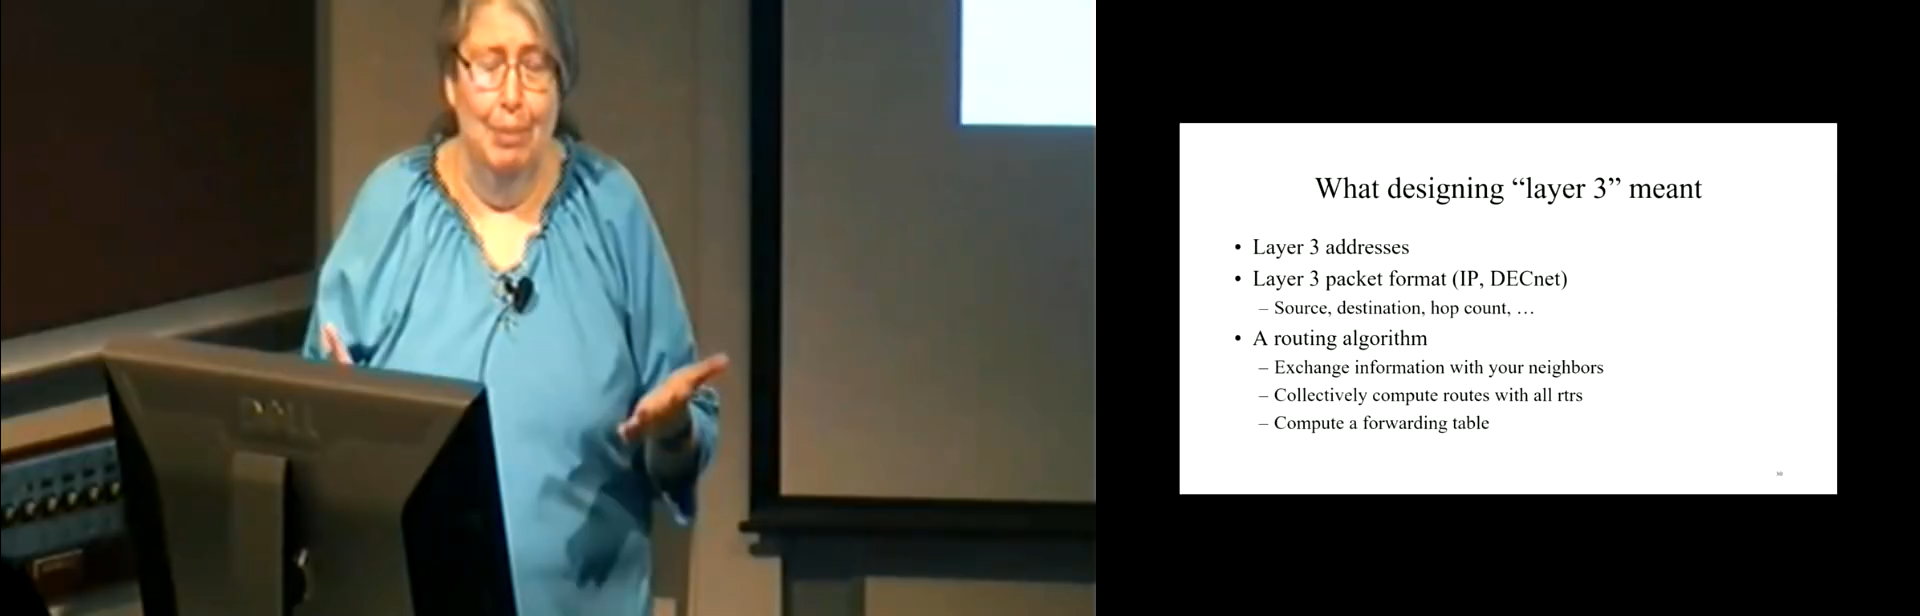 DELL
What designing “layer 3” meant
• Layer 3 addresses
• Layer 3 packet format (IP, DECnet)
– Source, destination, hop count, …
• A routing algorithm
– Exchange information with your neighbors
– Collectively compute routes with all rtrs
– Compute a forwarding table